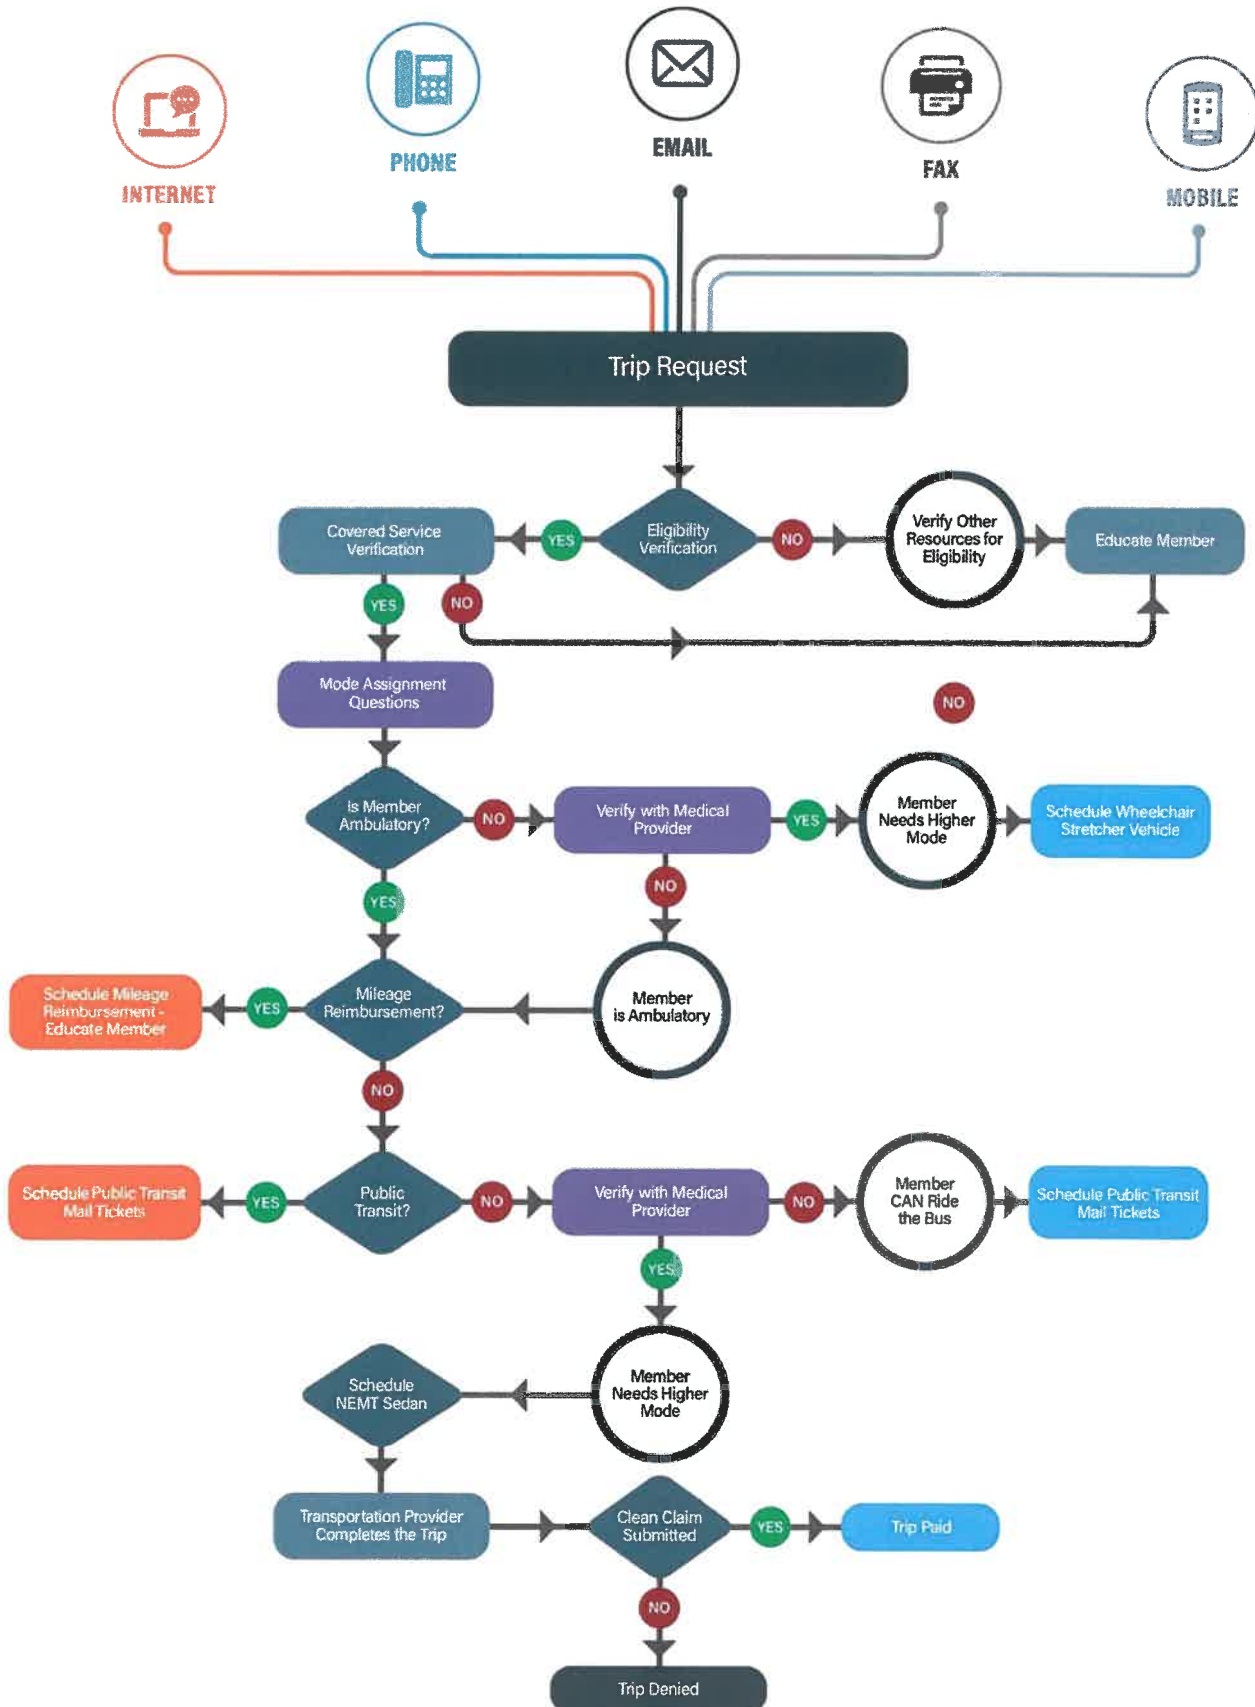 INTERNET
PHONE
EMAIL
FAX
MOBILE
Trip Request
Covered Service
Verification
YES
Eligibility
Verification
NO
Verify Other
Resources for
Eligibility
Educate Member
YES
NO
Mode Assignment
Questions
NO
Is Member
Ambulatory?
NO
Verify with Medical
Provider
YES
Member
Needs Higher
Mode
Schedule Wheelchair
Stretcher Vehicle
YES
NO
Schedule Mileage
Reimbursement -
Educate Member
YES
Mileage
Reimbursement?
Member
is Ambulatory
NO
Schedule Public Transit
Mail Tickets
YES
Public
Transit?
NO
Verify with Medical
Provider
NO
Member
CAN Ride
the Bus
Schedule Public Transit
Mail Tickets
YES
Schedule
NEMT Sedan
Member
Needs Higher
Mode
Transportation Provider
Completes the Trip
Clean Claim
Submitted
YES
Trip Paid
NO
Trip Denied